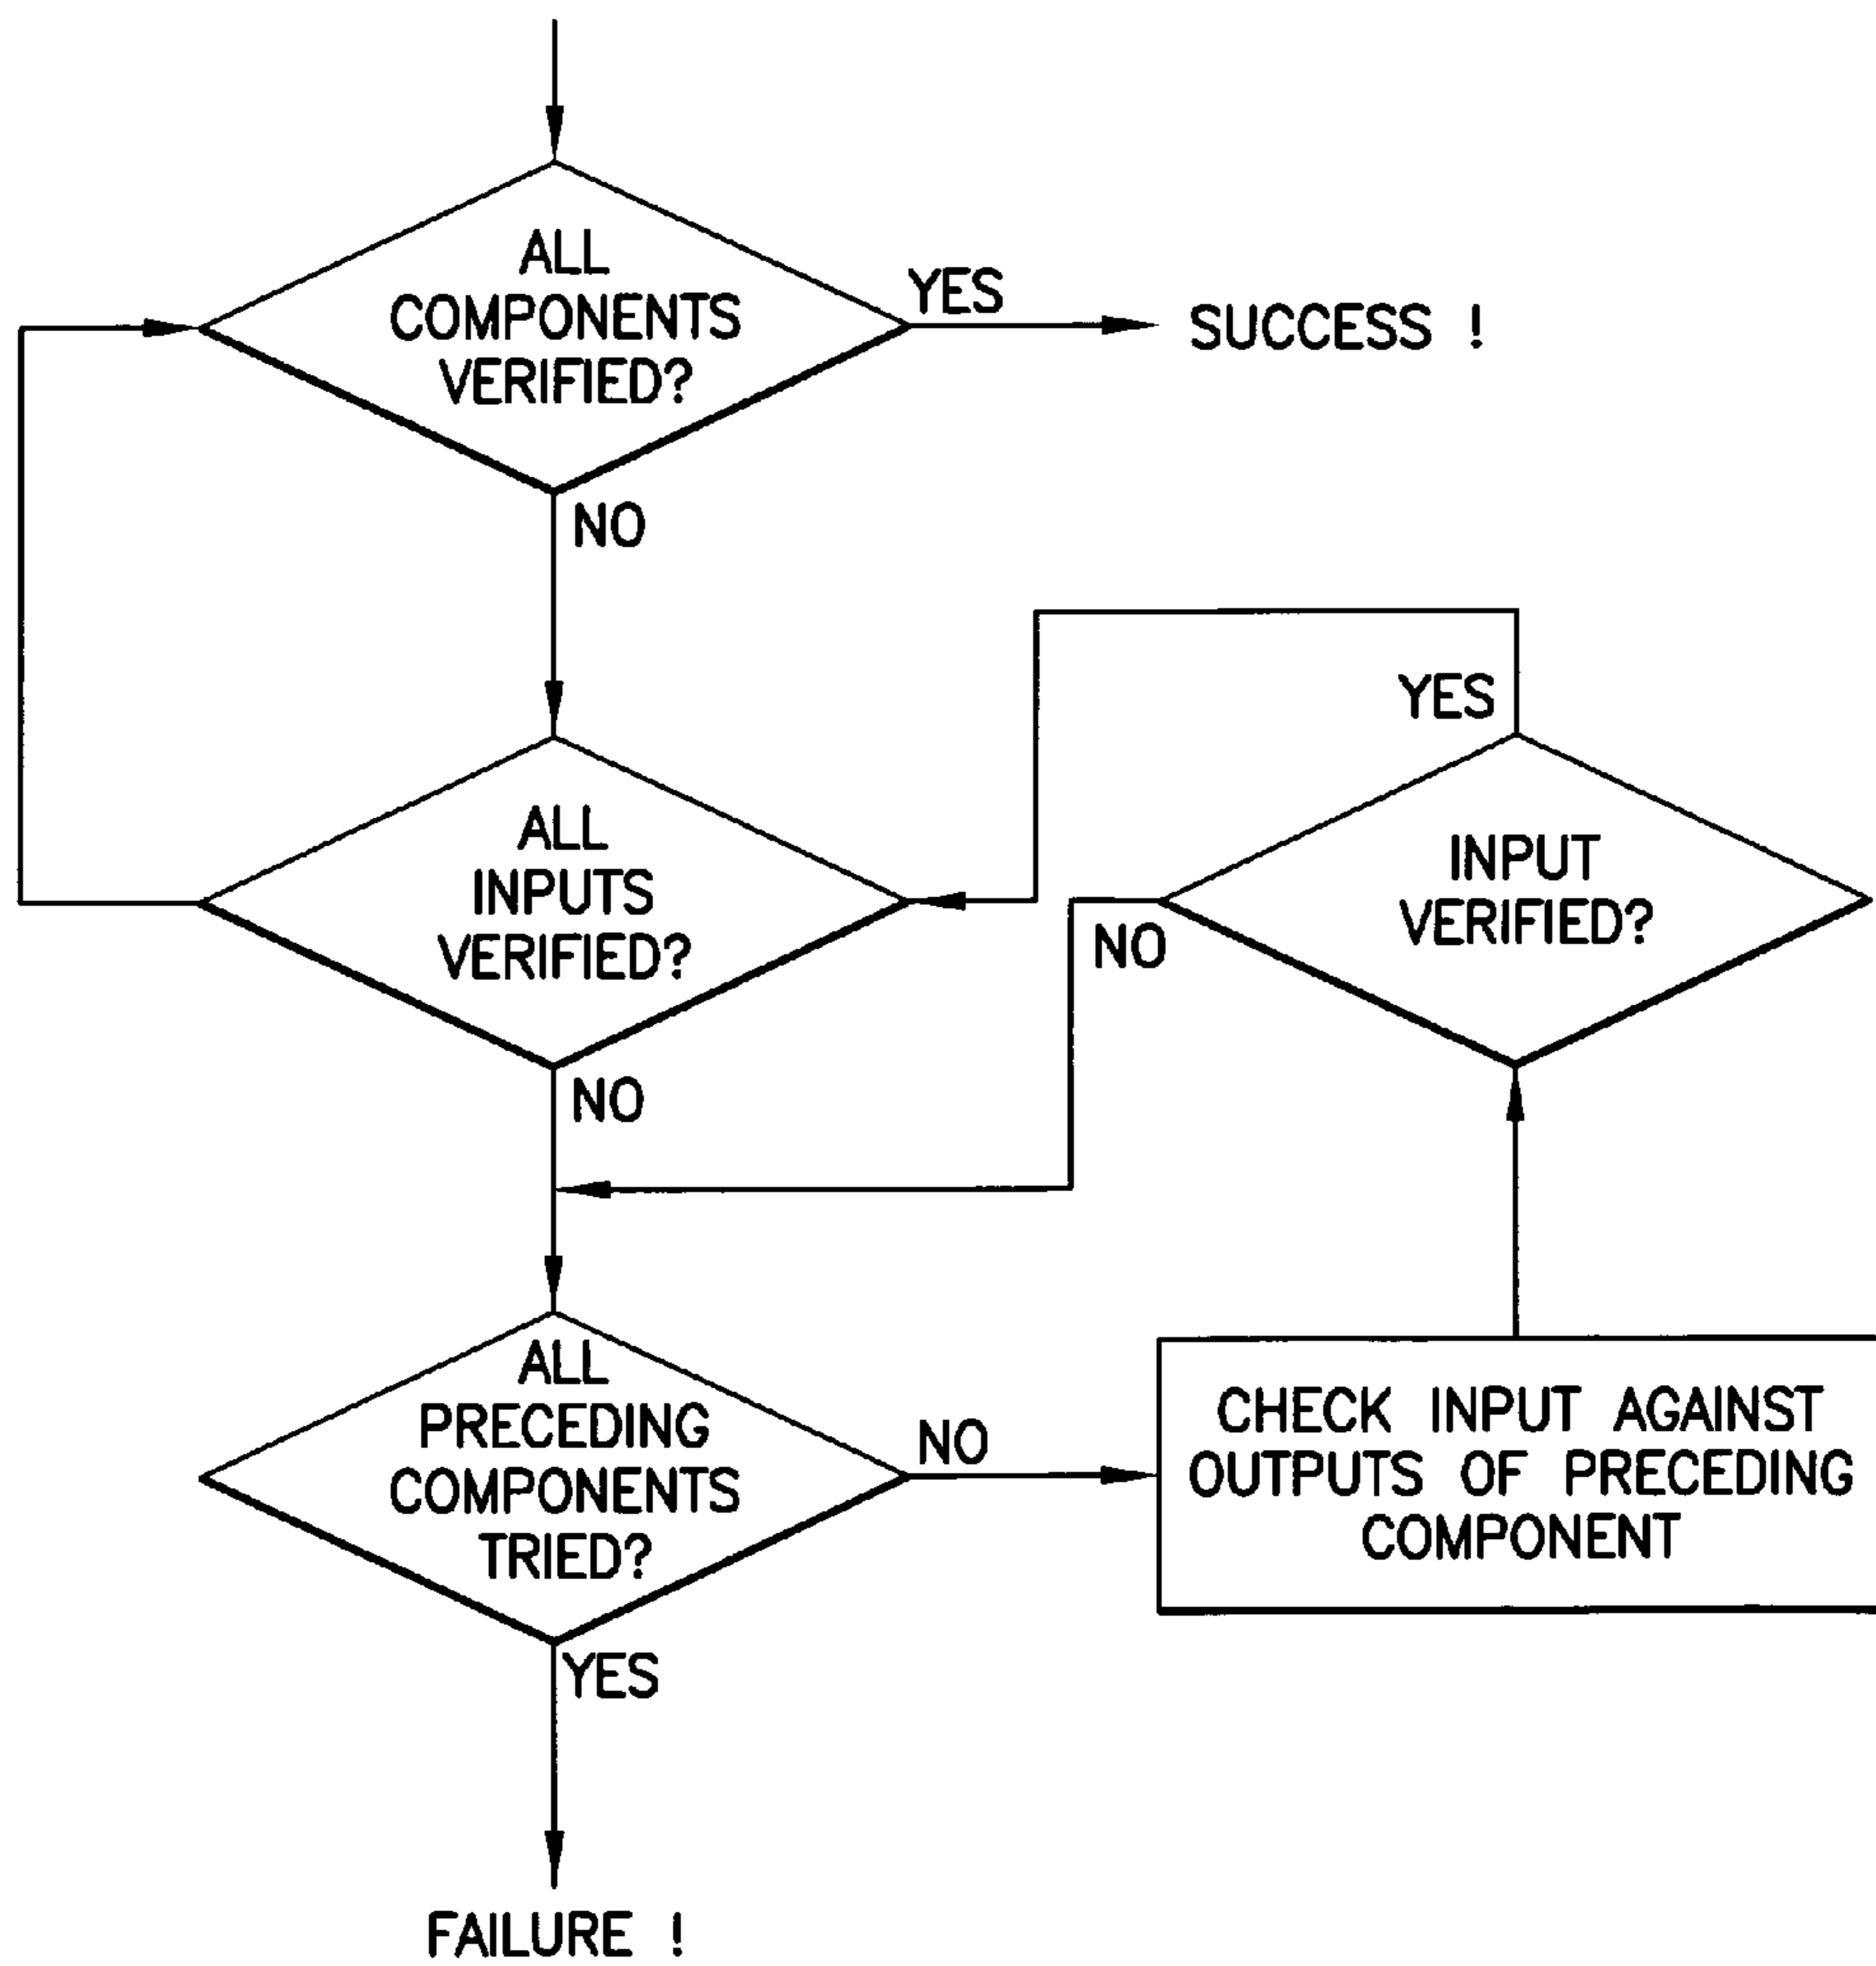 ALL
COMPONENTS
VERIFIED?
YES
SUCCESS !
NO
ALL
INPUTS
VERIFIED?
YES
INPUT
VERIFIED?
NO
NO
ALL
PRECEDING
COMPONENTS
TRIED?
NO
CHECK INPUT AGAINST
OUTPUTS OF PRECEDING
COMPONENT
YES
FAILURE !